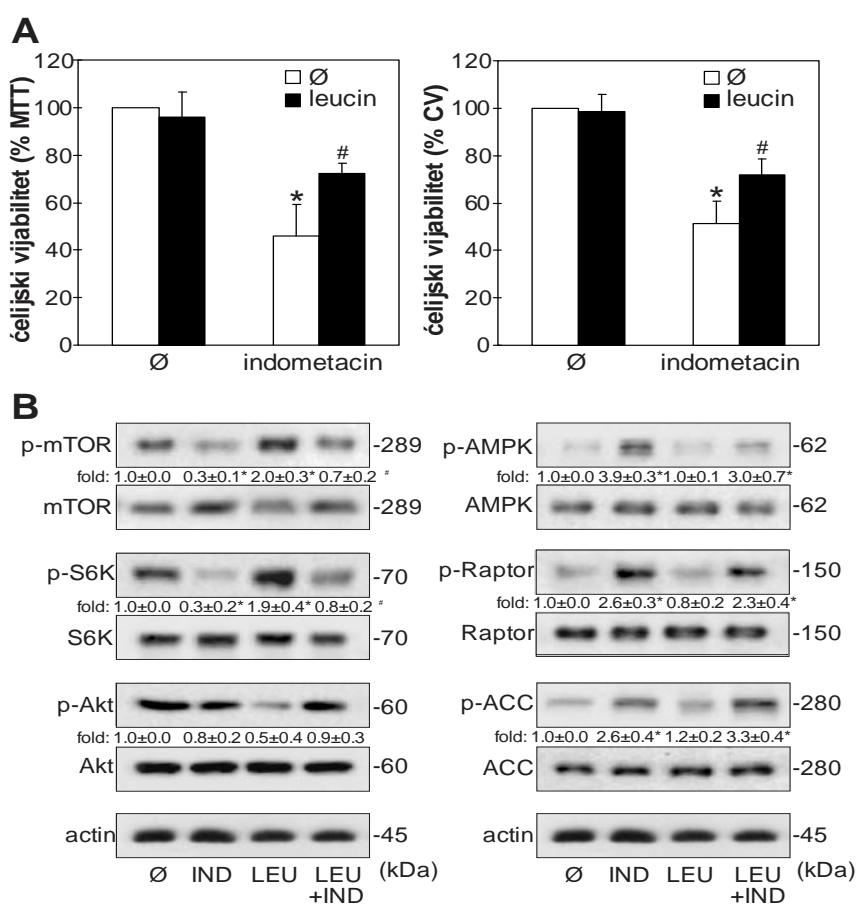 A
ćelijski vijabilitet (% MTT)
120
100
80
60
40
20
0
Ø
leucin
*
#
Ø
indometacin
ćelijski vijabilitet (% CV)
120
100
80
60
40
20
0
Ø
leucin
*
#
Ø
indometacin
B
p-mTOR -289
fold: 1.0±0.0 0.3±0.1* 2.0±0.3* 0.7±0.2 #
mTOR -289
p-S6K -70
fold: 1.0±0.0 0.3±0.2* 1.9±0.4* 0.8±0.2 #
S6K -70
p-Akt -60
fold: 1.0±0.0 0.8±0.2 0.5±0.4 0.9±0.3
Akt -60
actin -45
Ø IND LEU LEU (kDa)
+IND
p-AMPK -62
fold: 1.0±0.0 3.9±0.3* 1.0±0.1 3.0±0.7*
AMPK -62
p-Raptor -150
fold: 1.0±0.0 2.6±0.3* 0.8±0.2 2.3±0.4*
Raptor -150
p-ACC -280
fold: 1.0±0.0 2.6±0.4* 1.2±0.2 3.3±0.4*
ACC -280
actin -45
Ø IND LEU LEU (kDa)
+IND